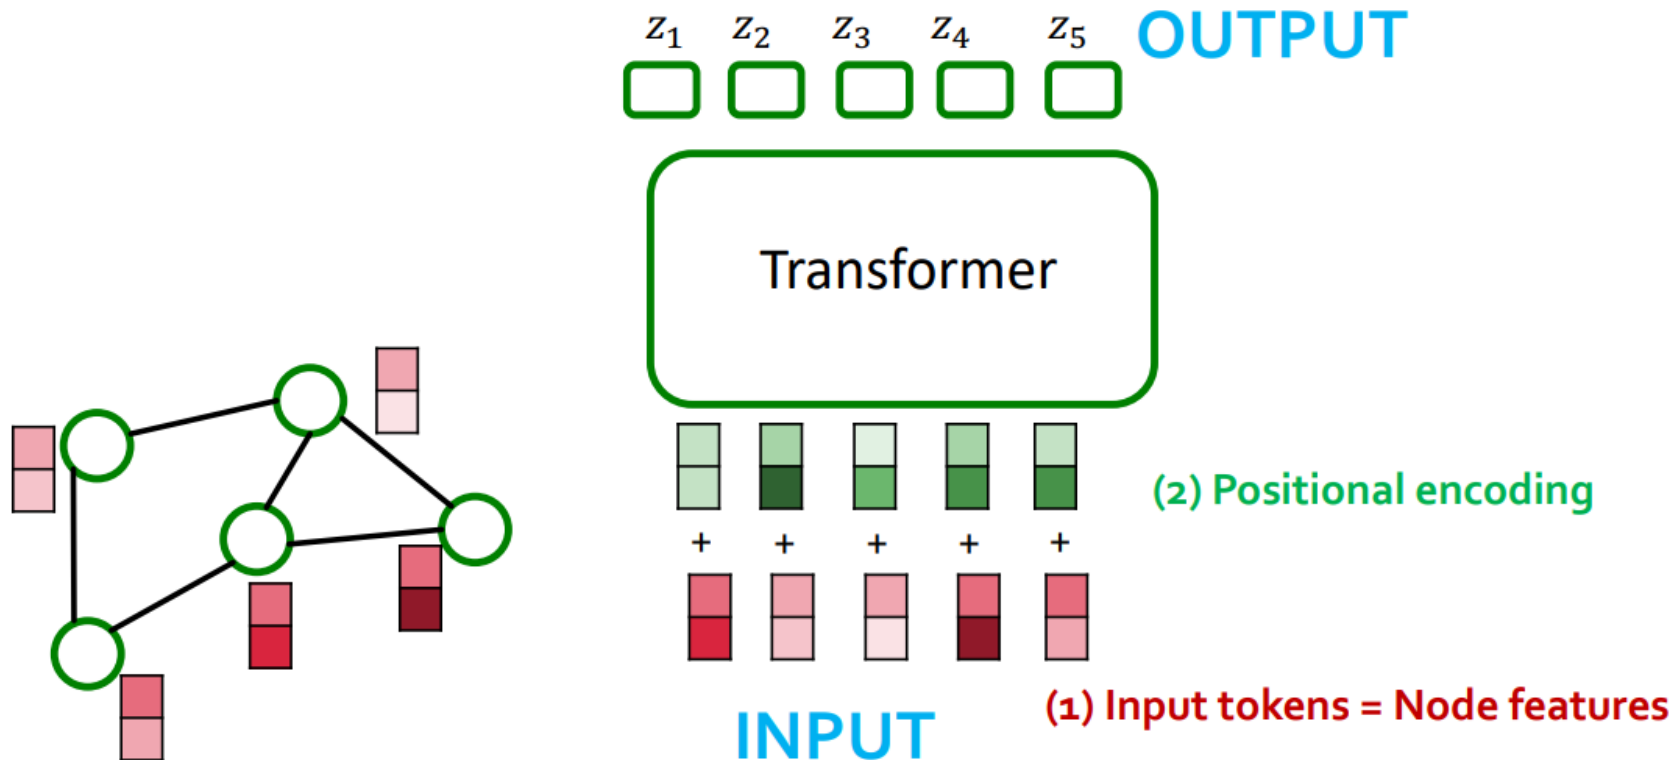 z₁ z₂ z₃ z₄ z₅ OUTPUT
Transformer
(2) Positional encoding
+ + + + +
(1) Input tokens = Node features
INPUT